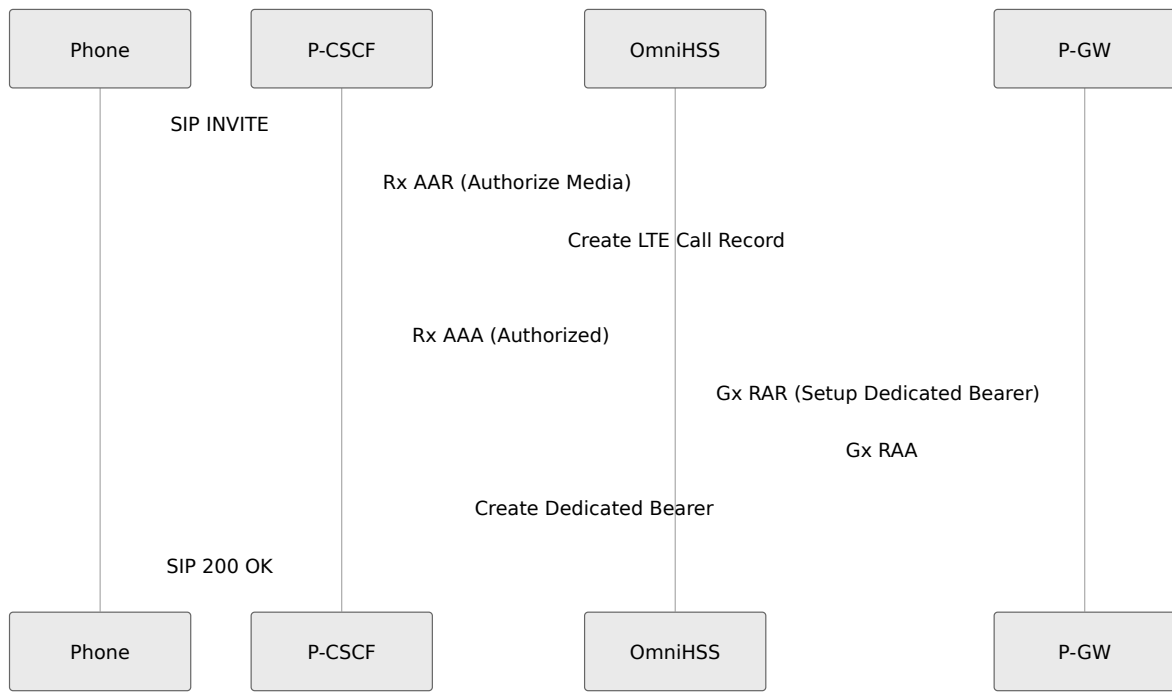 Phone
P-CSCF
OmniHSS
P-GW
SIP INVITE
Rx AAR (Authorize Media)
Create LTE Call Record
Rx AAA (Authorized)
Gx RAR (Setup Dedicated Bearer)
Gx RAA
Create Dedicated Bearer
SIP 200 OK
Phone
P-CSCF
OmniHSS
P-GW